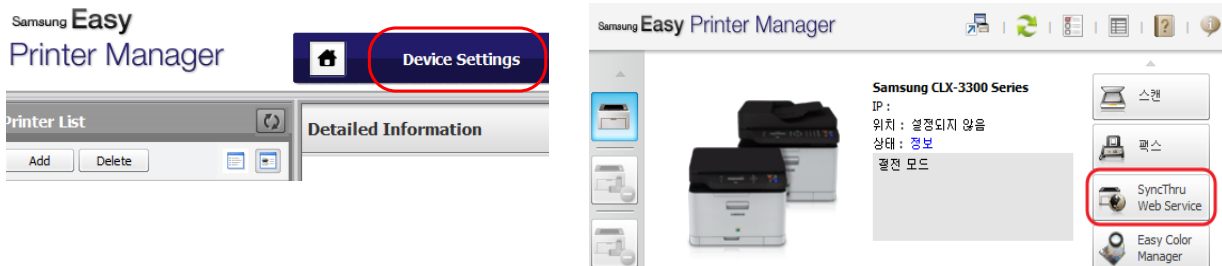 Samsung Easy
Printer Manager
Device Settings
Printer List
Detailed Information
Add
Delete
Samsung Easy Printer Manager
Samsung CLX-3300 Series
IP :
위치 : 설정되지 않음
상태 : 정보
절전 모드
스캔
팩스
SyncThru
Web Service
Easy Color
Manager